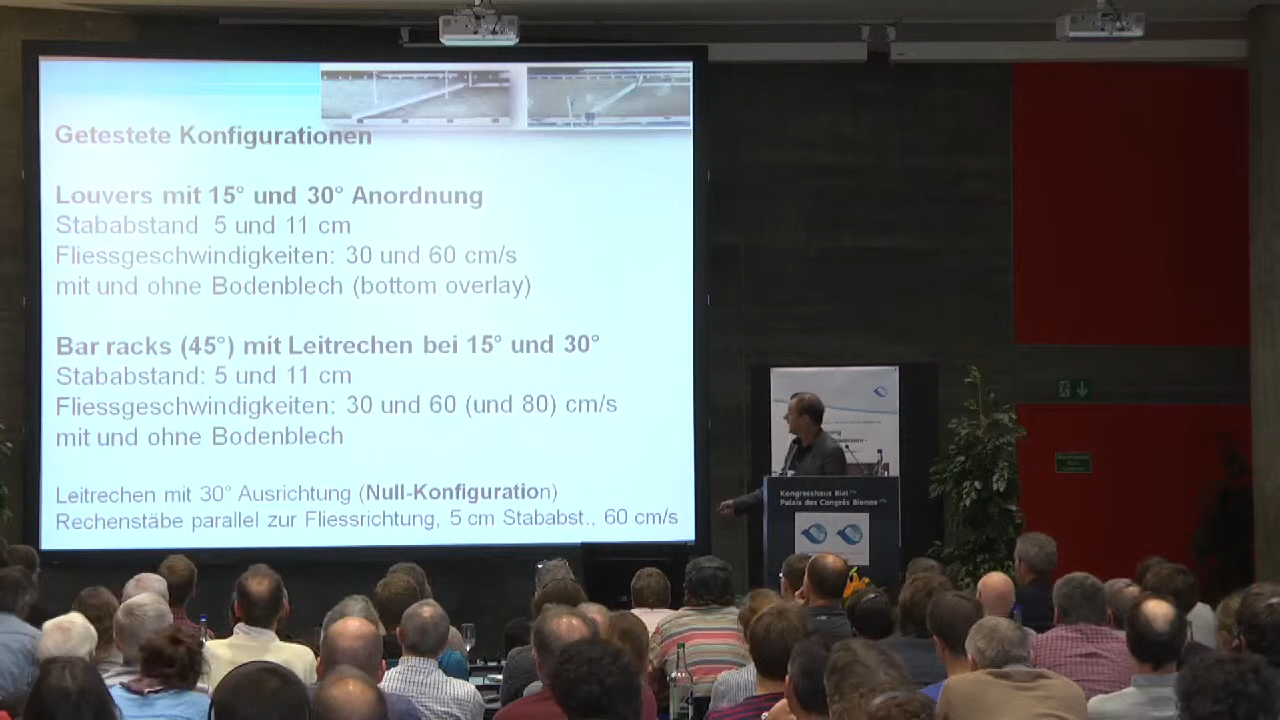 Getestete Konfigurationen
Louvers mit 15° und 30° Anordnung
Stababstand 5 und 11 cm
Fliessgeschwindigkeiten: 30 und 60 cm/s
mit und ohne Bodenblech (bottom overlay)
Bar racks (45°) mit Leitrechen bei 15° und 30°
Stababstand: 5 und 11 cm
Fliessgeschwindigkeiten: 30 und 60 (und 80) cm/s
mit und ohne Bodenblech
Leitrechen mit 30° Ausrichtung (Null-Konfiguration)
Rechenstäbe parallel zur Fliessrichtung, 5 cm Stababst., 60 cm/s
Kongresshaus Biel
Palais des Congrès Bienne